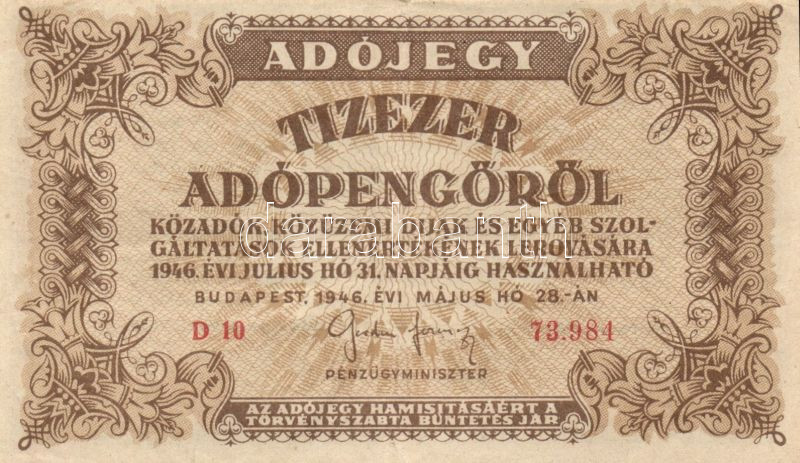 ADÓJEGY
TIZEZER
ADÓPENGŐRŐL
KÖZADÓK, KÖZÜZEMI DIJAK ÉS EGYÉB SZOL-
GÁLTATÁSOK ELLENÉRTÉKÉNEK LEROVÁSÁRA
1946. ÉVI JULIUS HÓ 31. NAPJÁIG HASZNÁLHATÓ
BUDAPEST, 1946. ÉVI MÁJUS HÓ 28.-ÁN
D 10 73.984
PÉNZÜGYMINISZTER
AZ ADÓJEGY HAMISITÁSÁÉRT A
TÖRVÉNYSZABTA BÜNTETÉS JÁR
darabanth